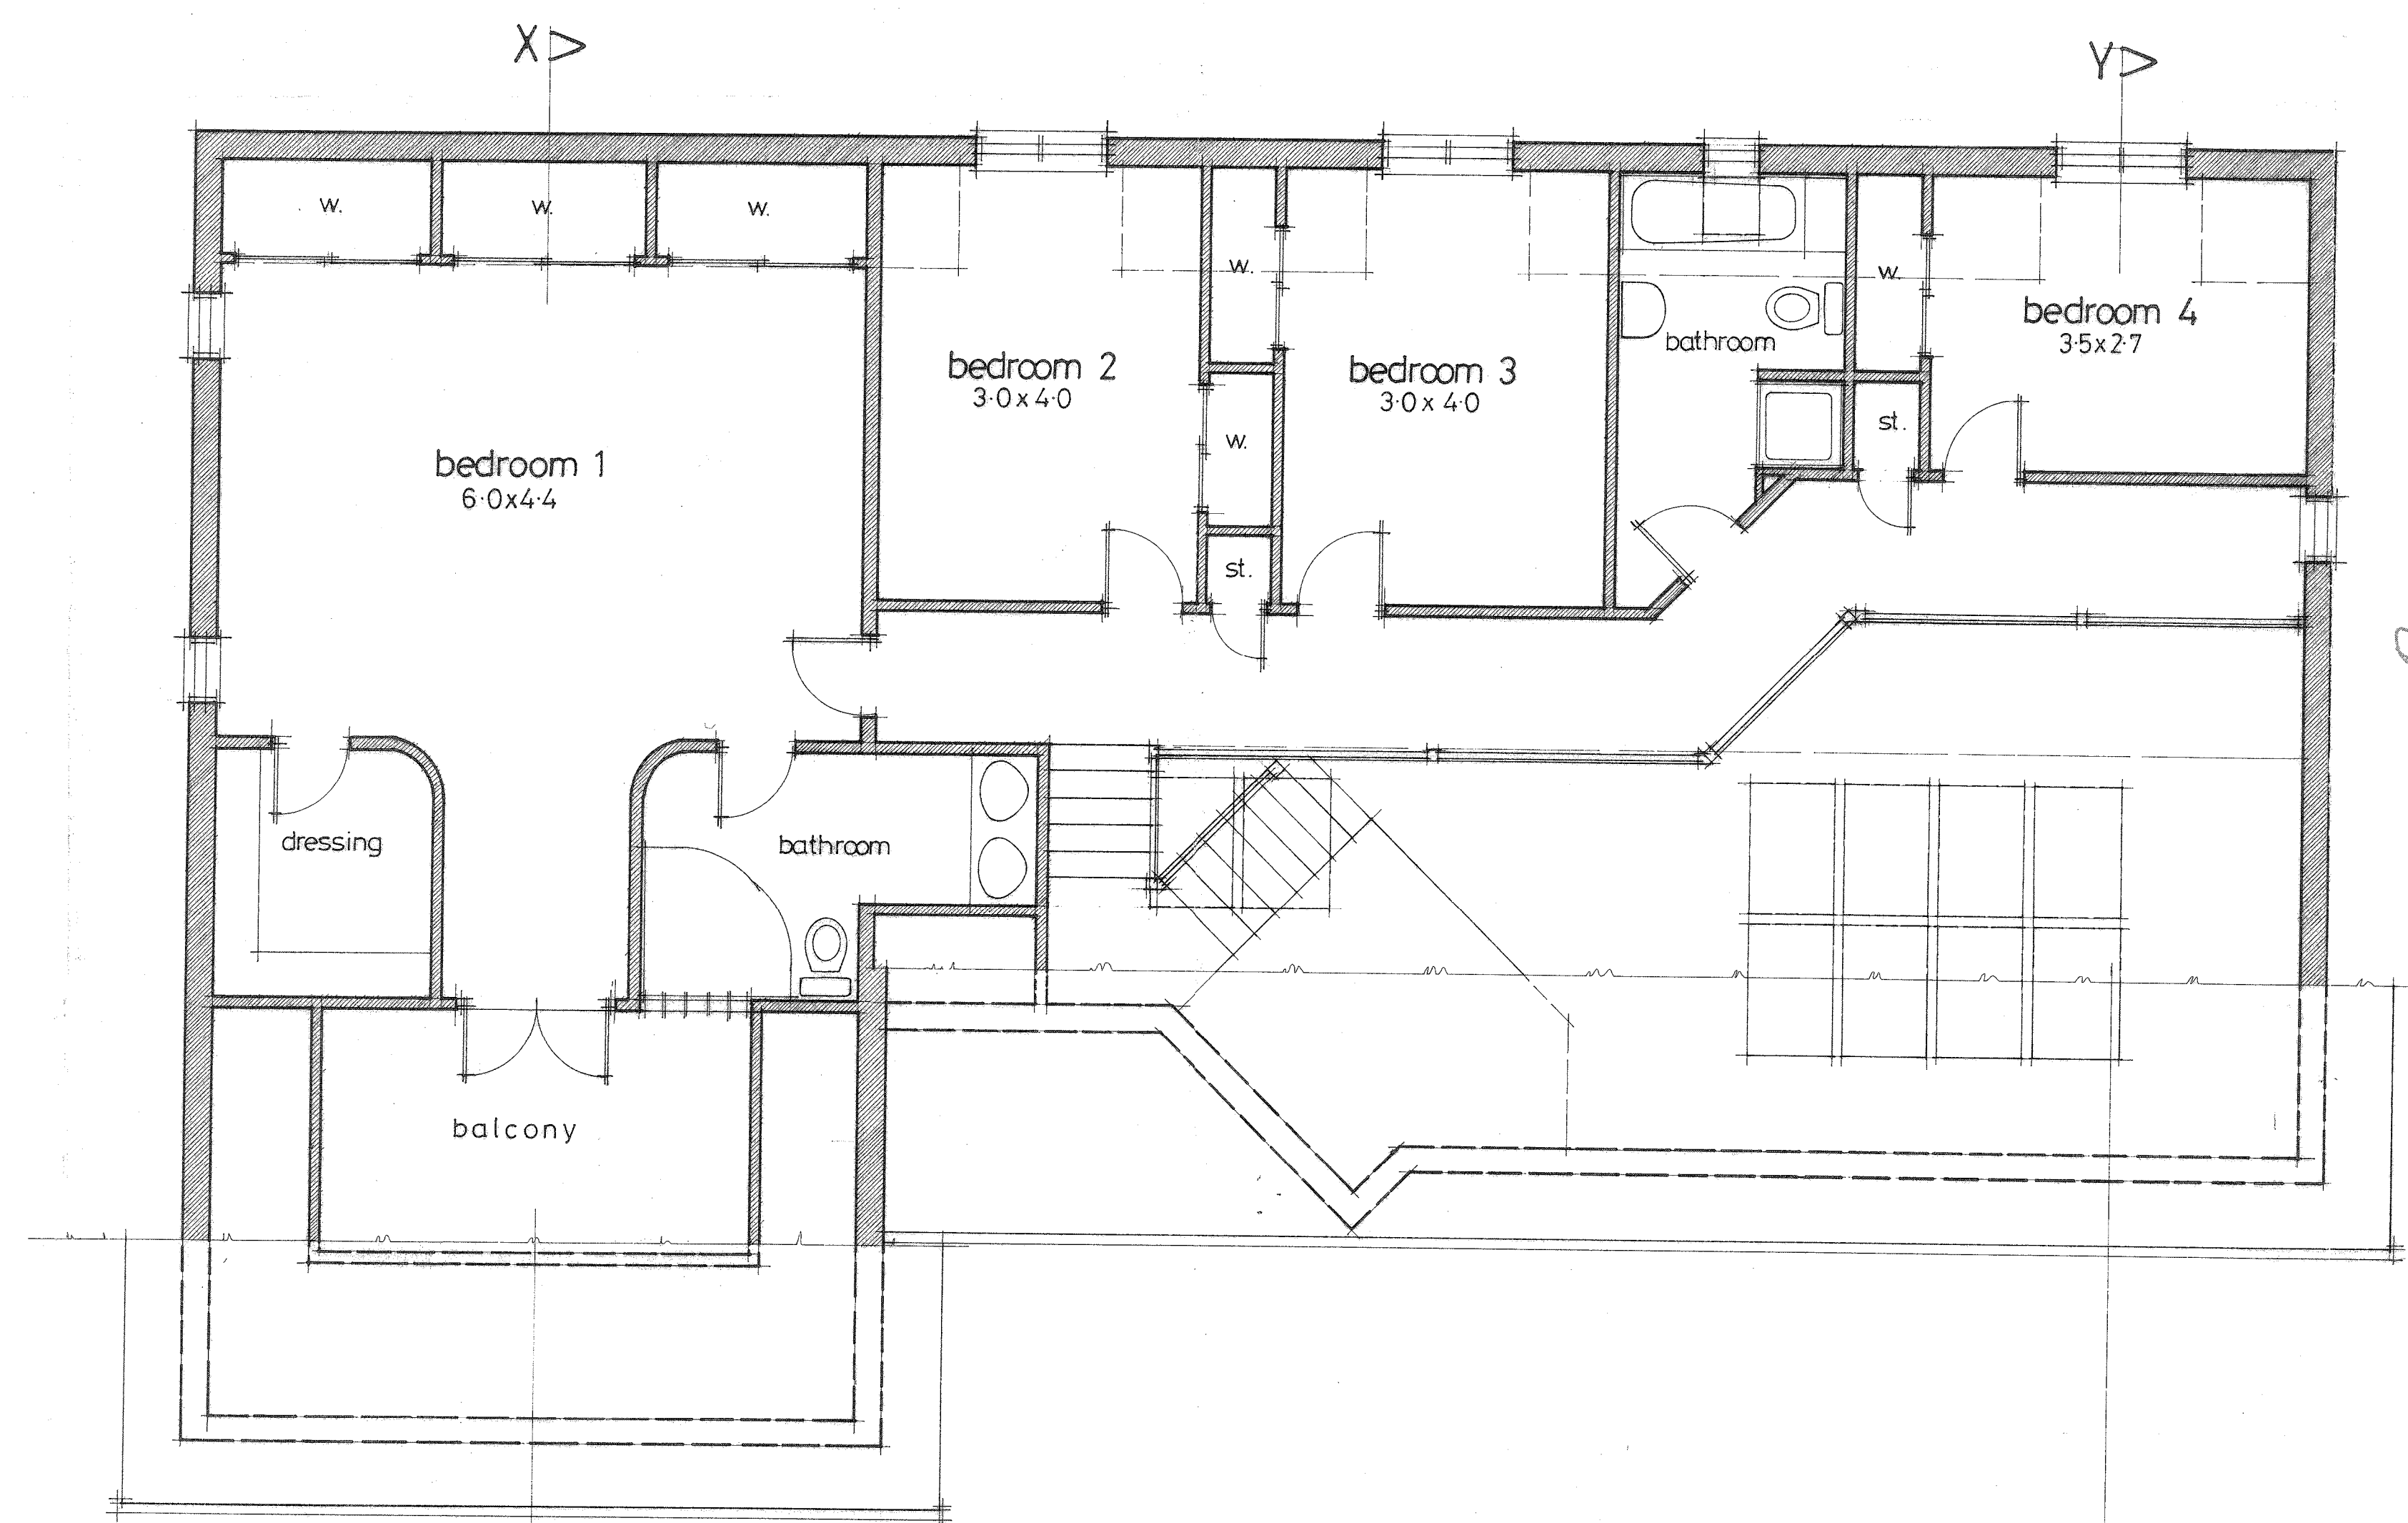 X
Y
w.
w.
w.
w.
w.
bedroom 4
3·5x2·7
bathroom
bedroom 2
3·0x4·0
bedroom 3
3·0x4·0
w.
st.
bedroom 1
6·0x4·4
st.
dressing
bathroom
balcony